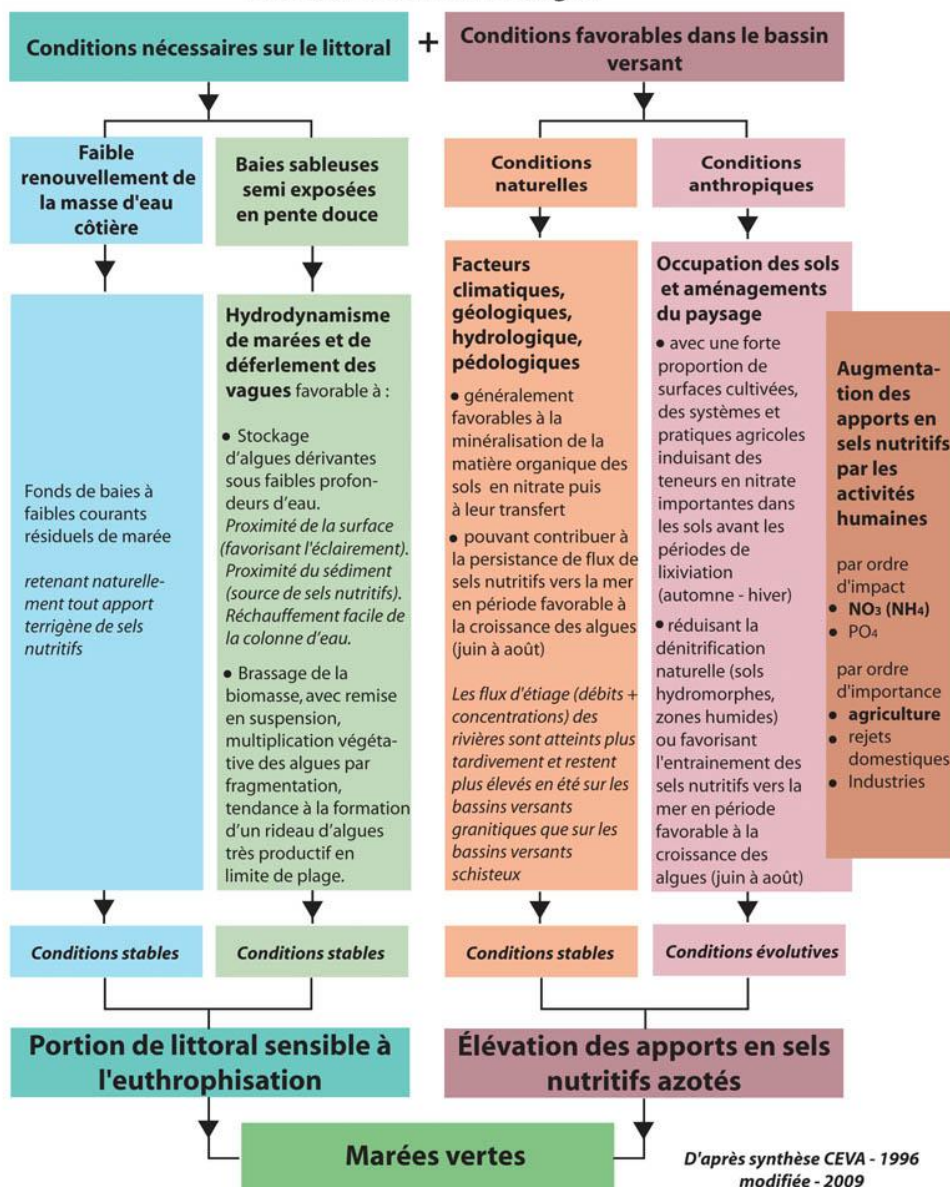 Conditions nécessaires sur le littoral
+
Conditions favorables dans le bassin
versant
Faible
renouvellement de
la masse d'eau
côtière
Baies sableuses
semi exposées
en pente douce
Conditions
naturelles
Conditions
anthropiques
Fonds de baies à
faibles courants
résiduels de marée
retenant naturelle-
ment tout apport
terrigène de sels
nutritifs
Hydrodynamisme
de marées et de
déferlement des
vagues favorable à :
• Stockage
d'algues dérivantes
sous faibles profon-
deurs d'eau.
Proximité de la surface
(favorisant l'éclairement).
Proximité du sédiment
(source de sels nutritifs).
Réchauffement facile de
la colonne d'eau.
• Brassage de la
biomasse, avec remise
en suspension,
multiplication végéta-
tive des algues par
fragmentation,
tendance à la formation
d'un rideau d'algues
très productif en
limite de plage.
Facteurs
climatiques,
géologiques,
hydrologique,
pédologiques
• généralement
favorables à la
minéralisation de la
matière organique des
sols en nitrate puis
à leur transfert
• pouvant contribuer à
la persistance de flux de
sels nutritifs vers la mer
en période favorable à
la croissance des algues
(juin à août)
Les flux d'étiage (débits +
concentrations) des
rivières sont atteints plus
tardivement et restent
plus élevés en été sur les
bassins versants
granitiques que sur les
bassins versants
schisteux
Occupation des sols
et aménagements
du paysage
• avec une forte
proportion de
surfaces cultivées,
des systèmes et
pratiques agricoles
induisant des
teneurs en nitrate
importantes dans
les sols avant les
périodes de
lixiviation
(automne - hiver)
• réduisant la
dénitrification
naturelle (sols
hydromorphes,
zones humides)
ou favorisant
l'entrainement des
sels nutritifs vers la
mer en période
favorable à la
croissance des
algues (juin à août)
Augmenta-
tion des
apports en
sels nutritifs
par les
activités
humaines
par ordre
d'impact
• NO3 (NH4)
• PO4
par ordre
d'importance
• agriculture
• rejets
domestiques
• Industries
Conditions stables
Conditions stables
Conditions stables
Conditions évolutives
Portion de littoral sensible à
l'euthrophisation
Élévation des apports en sels
nutritifs azotés
Marées vertes
D'après synthèse CEVA - 1996
modifiée - 2009